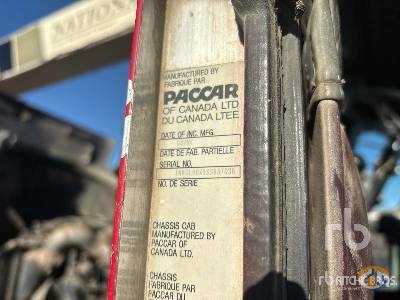 NATION
MANUFACTURED BY
FABRIQUE PAR
PACCAR
OF CANADA LTD
DU CANADA LTEE
DATE OF INC. MFG.
DATE DE FAB. PARTIELLE
SERIAL NO.
NO. DE SERIE
CHASSIS CAB
MANUFACTURED BY
PACCAR OF
CANADA LTD.
CHASSIS
FABRIQUE PAR
PACCAR DU
rb
rb RITCHIE BROS.